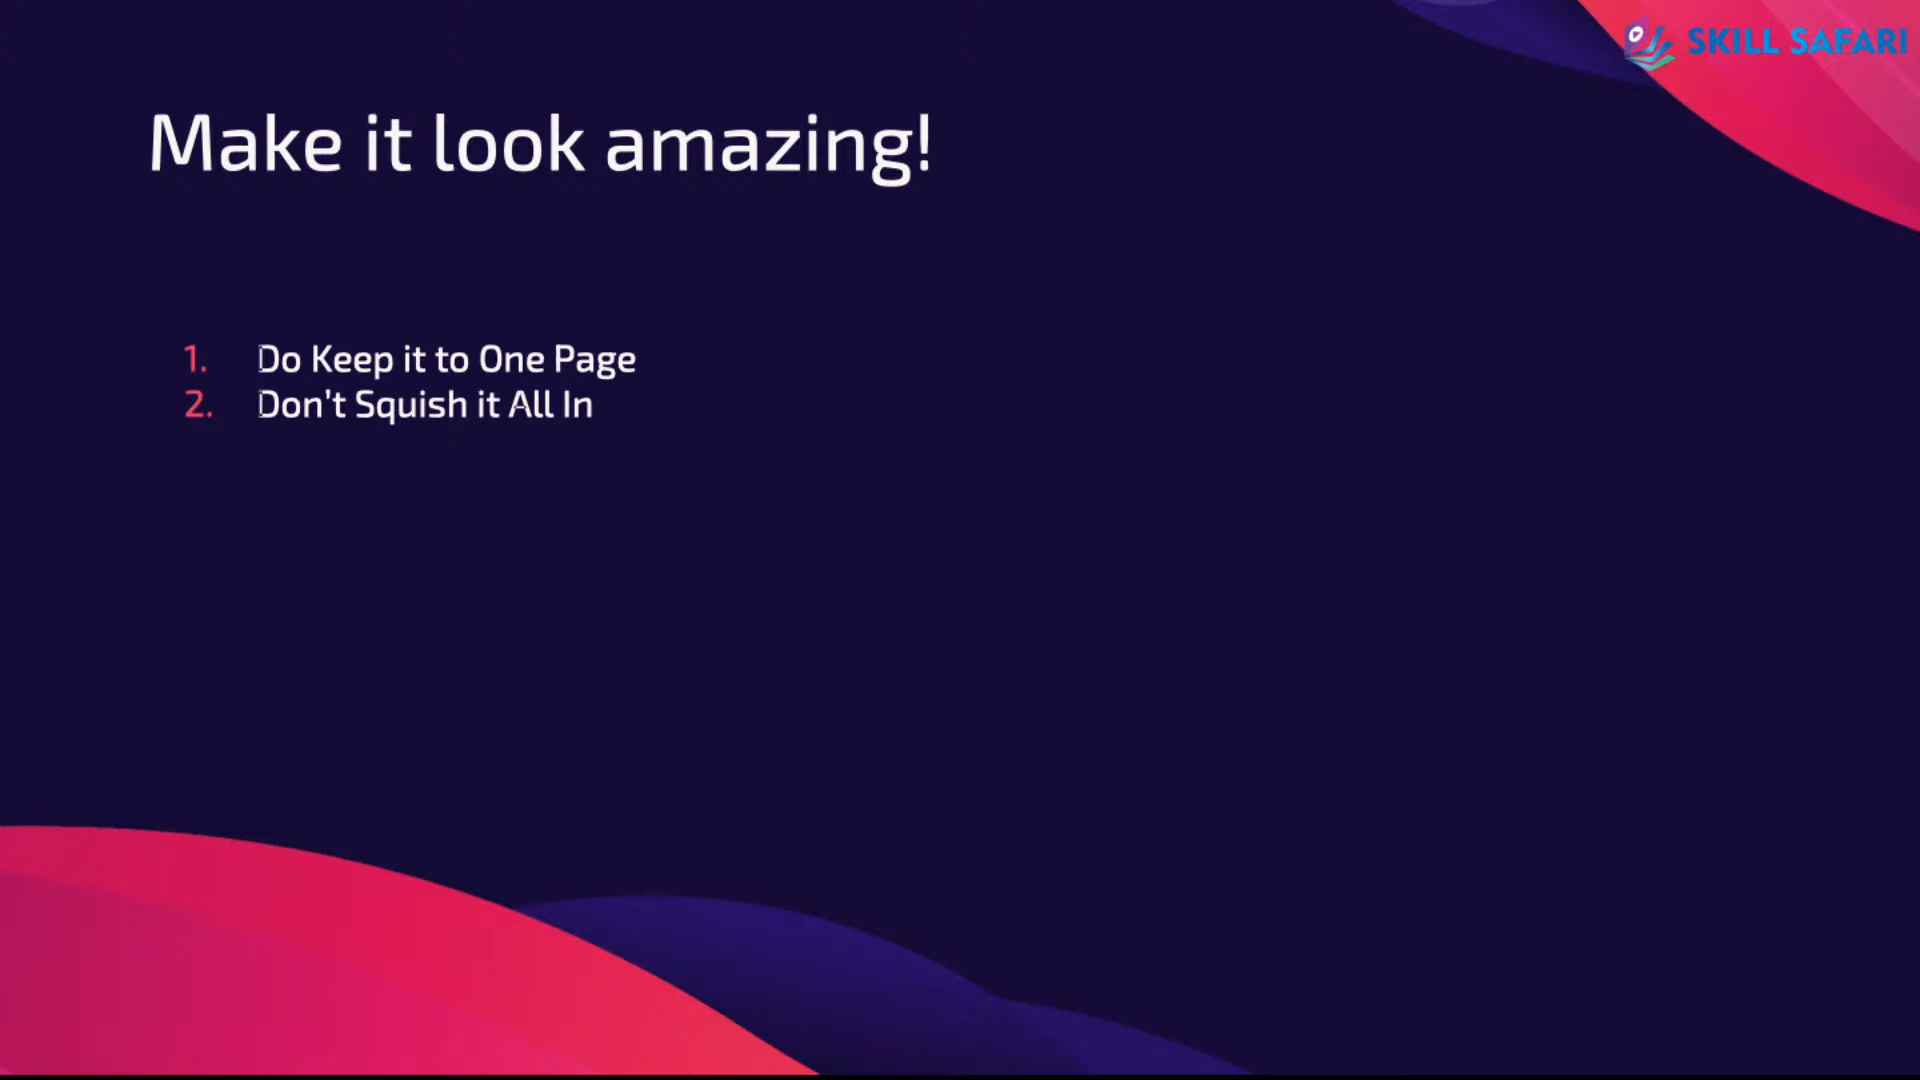 SKILL SAFARI
Make it look amazing!
1. Do Keep it to One Page
2. Don't Squish it All In